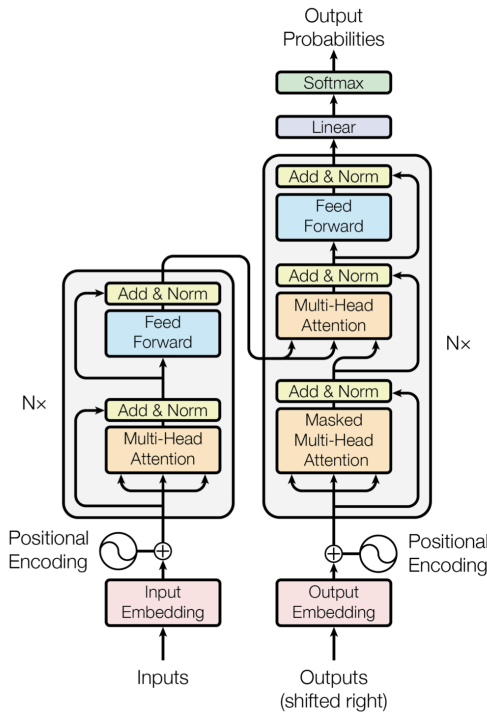 Output
Probabilities
Softmax
Linear
Add & Norm
Feed
Forward
Add & Norm
Multi-Head
Attention
Add & Norm
Masked
Multi-Head
Attention
Nx
Add & Norm
Feed
Forward
Add & Norm
Multi-Head
Attention
Nx
Positional
Encoding
Positional
Encoding
Input
Embedding
Output
Embedding
Inputs
Outputs
(shifted right)